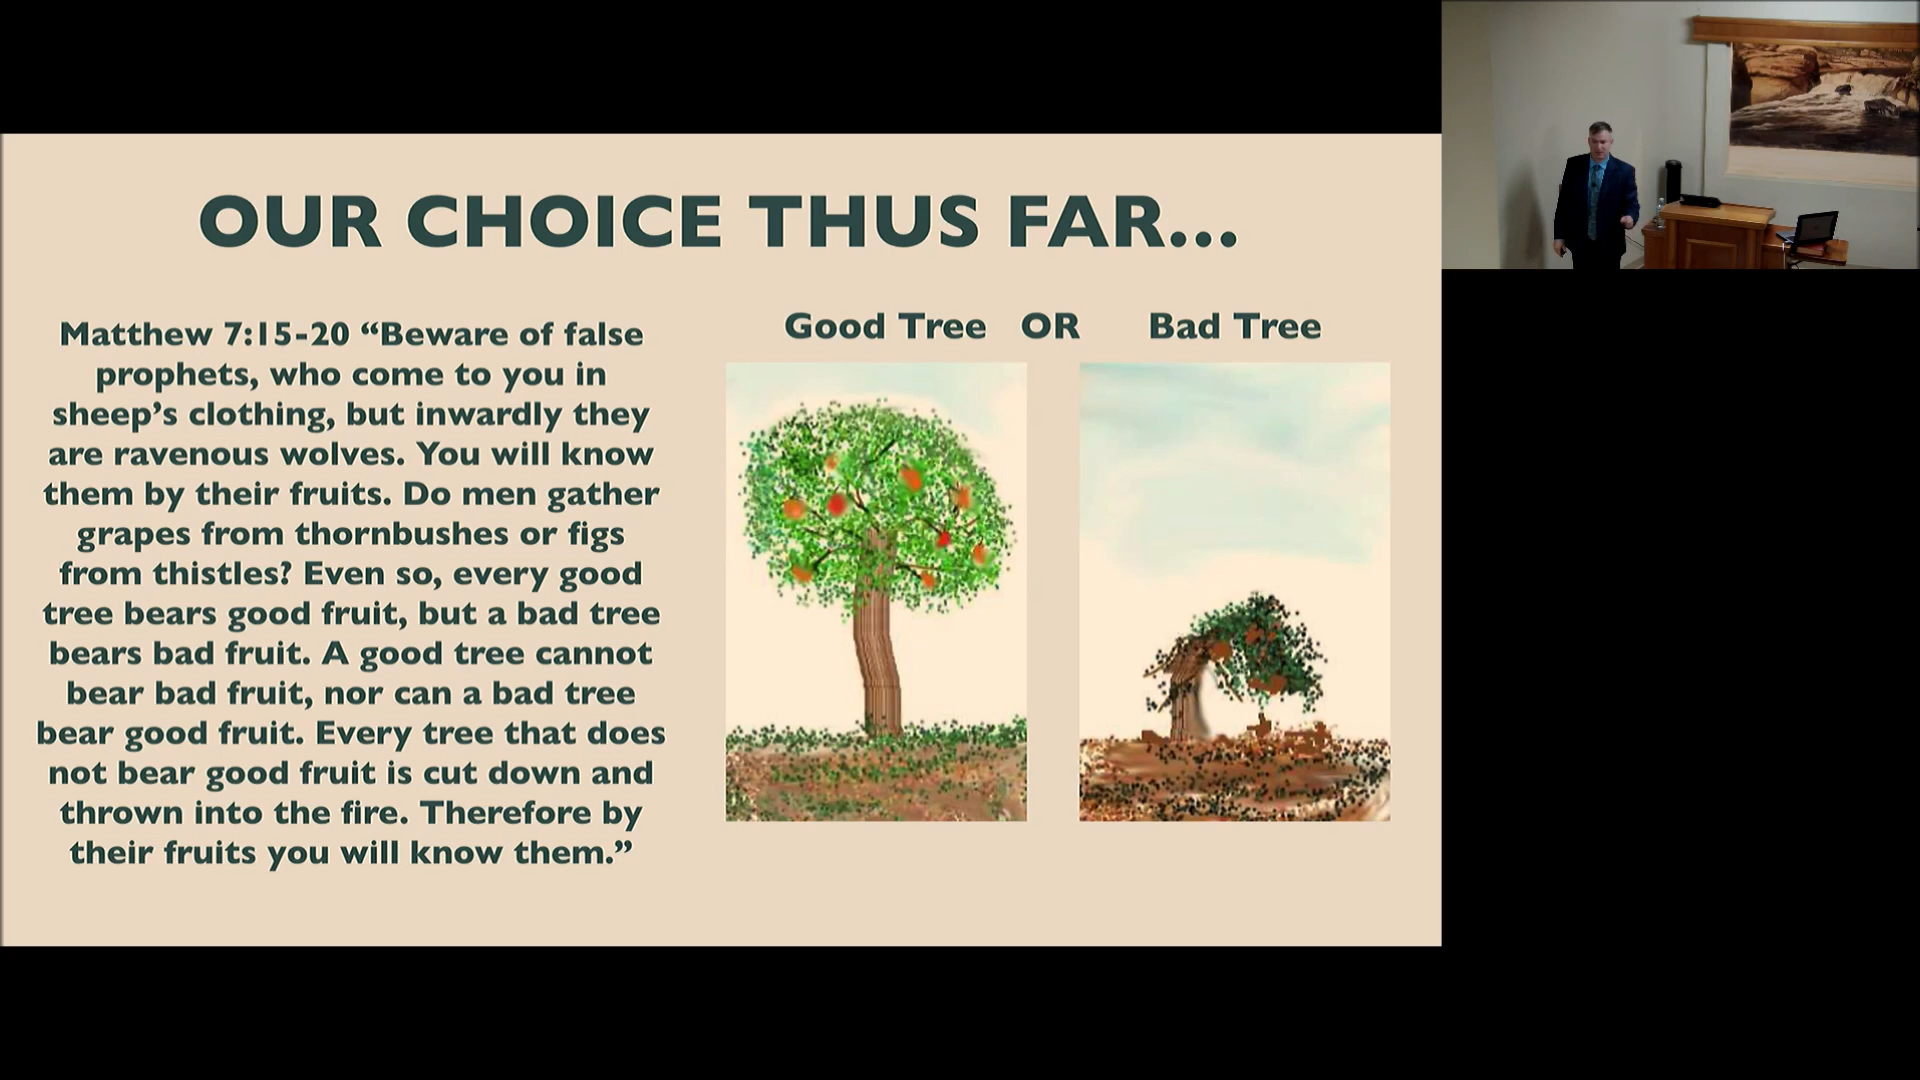 OUR CHOICE THUS FAR...
Matthew 7:15-20 “Beware of false
prophets, who come to you in
sheep’s clothing, but inwardly they
are ravenous wolves. You will know
them by their fruits. Do men gather
grapes from thornbushes or figs
from thistles? Even so, every good
tree bears good fruit, but a bad tree
bears bad fruit. A good tree cannot
bear bad fruit, nor can a bad tree
bear good fruit. Every tree that does
not bear good fruit is cut down and
thrown into the fire. Therefore by
their fruits you will know them.”
Good Tree OR Bad Tree